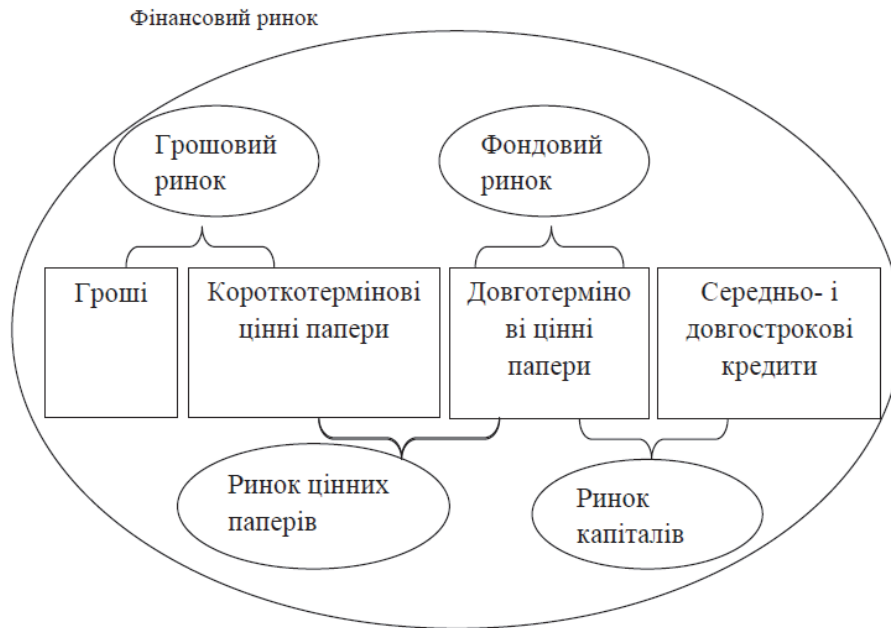 Фінансовий ринок
Грошовий
ринок
Фондовий
ринок
Гроші
Короткотермінові
цінні папери
Довготерміно
ві цінні
папери
Середньо- і
довгострокові
кредити
Ринок цінних
паперів
Ринок
капіталів